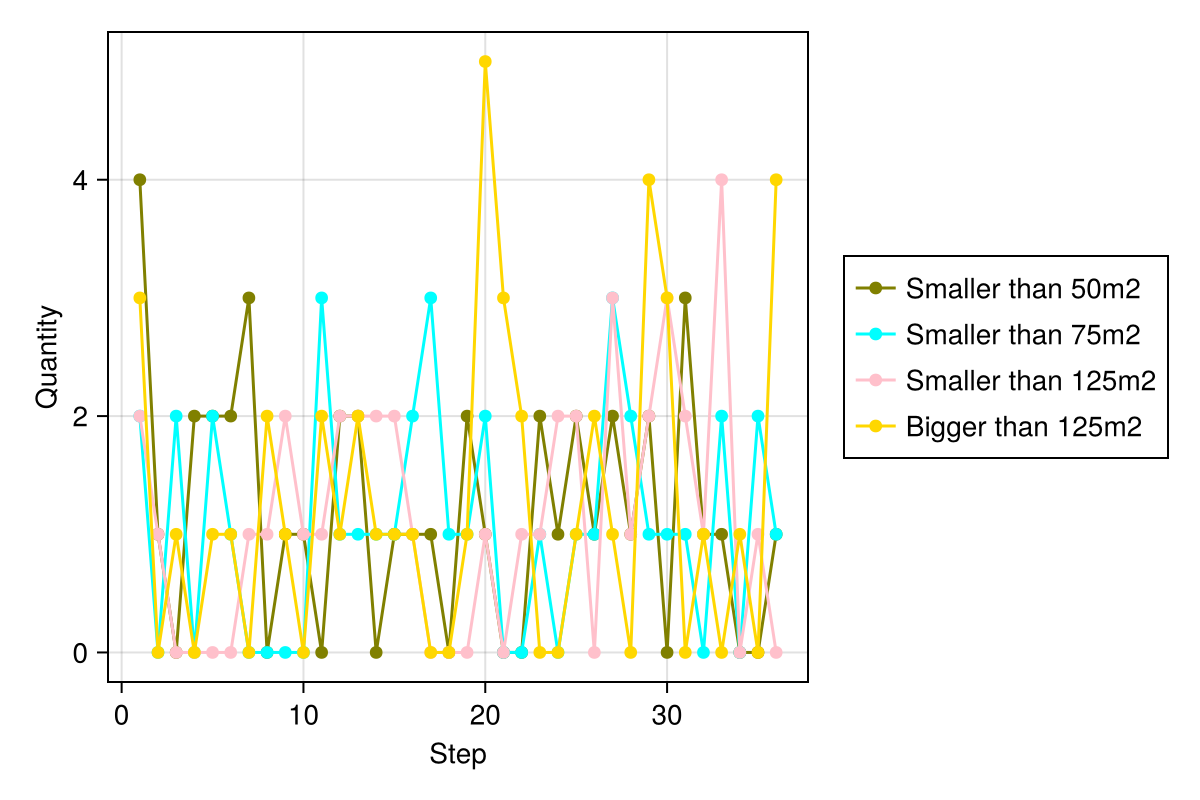 4
2
0
Quantity
0 10 20 30
Step
Smaller than 50m2
Smaller than 75m2
Smaller than 125m2
Bigger than 125m2